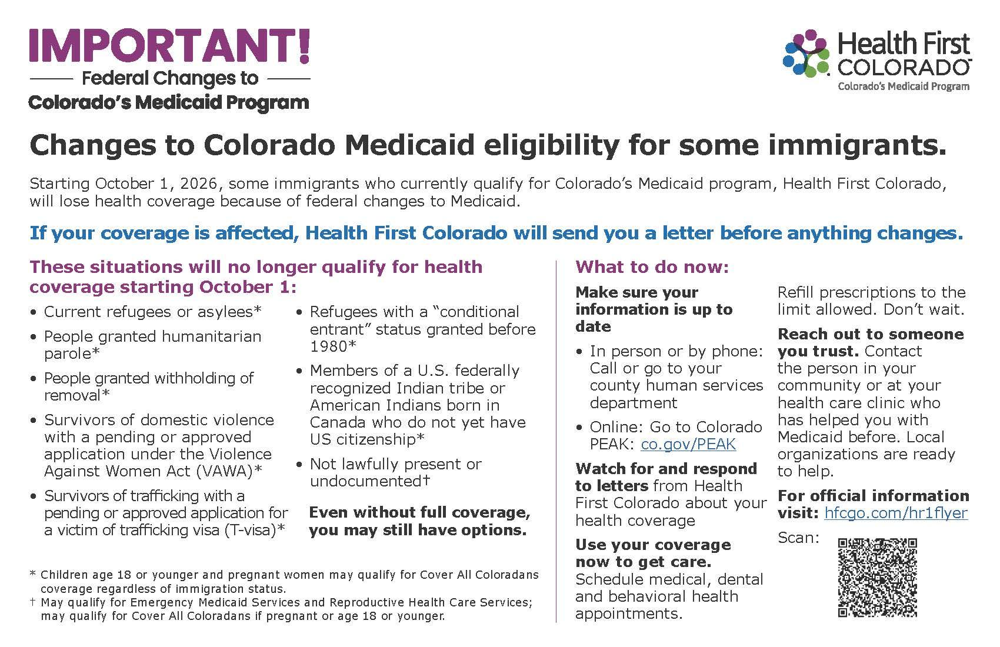 IMPORTANT!
Federal Changes to
Colorado's Medicaid Program
Health First
COLORADO™
Colorado's Medicaid Program
Changes to Colorado Medicaid eligibility for some immigrants.
Starting October 1, 2026, some immigrants who currently qualify for Colorado's Medicaid program, Health First Colorado,
will lose health coverage because of federal changes to Medicaid.
If your coverage is affected, Health First Colorado will send you a letter before anything changes.
These situations will no longer qualify for health
coverage starting October 1:
• Current refugees or asylees*
• People granted humanitarian
parole*
• People granted withholding of
removal*
• Survivors of domestic violence
with a pending or approved
application under the Violence
Against Women Act (VAWA)*
• Survivors of trafficking with a
pending or approved application for
a victim of trafficking visa (T-visa)*
• Refugees with a “conditional
entrant” status granted before
1980*
• Members of a U.S. federally
recognized Indian tribe or
American Indians born in
Canada who do not yet have
US citizenship*
• Not lawfully present or
undocumented†
Even without full coverage,
you may still have options.
* Children age 18 or younger and pregnant women may qualify for Cover All Coloradans
coverage regardless of immigration status.
† May qualify for Emergency Medicaid Services and Reproductive Health Care Services;
may qualify for Cover All Coloradans if pregnant or age 18 or younger.
What to do now:
Make sure your
information is up to
date
• In person or by phone:
Call or go to your
county human services
department
• Online: Go to Colorado
PEAK: co.gov/PEAK
Watch for and respond
to letters from Health
First Colorado about your
health coverage
Use your coverage
now to get care.
Schedule medical, dental
and behavioral health
appointments.
Refill prescriptions to the
limit allowed. Don't wait.
Reach out to someone
you trust. Contact
the person in your
community or at your
health care clinic who
has helped you with
Medicaid before. Local
organizations are ready
to help.
For official information
visit: hfcgo.com/hr1flyer
Scan: